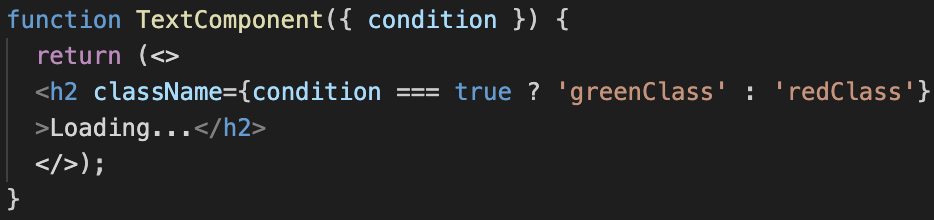 function TextComponent({ condition }) {
  return (<>
  <h2 className={condition === true ? 'greenClass' : 'redClass'}
  >Loading...</h2>
  </>);
}